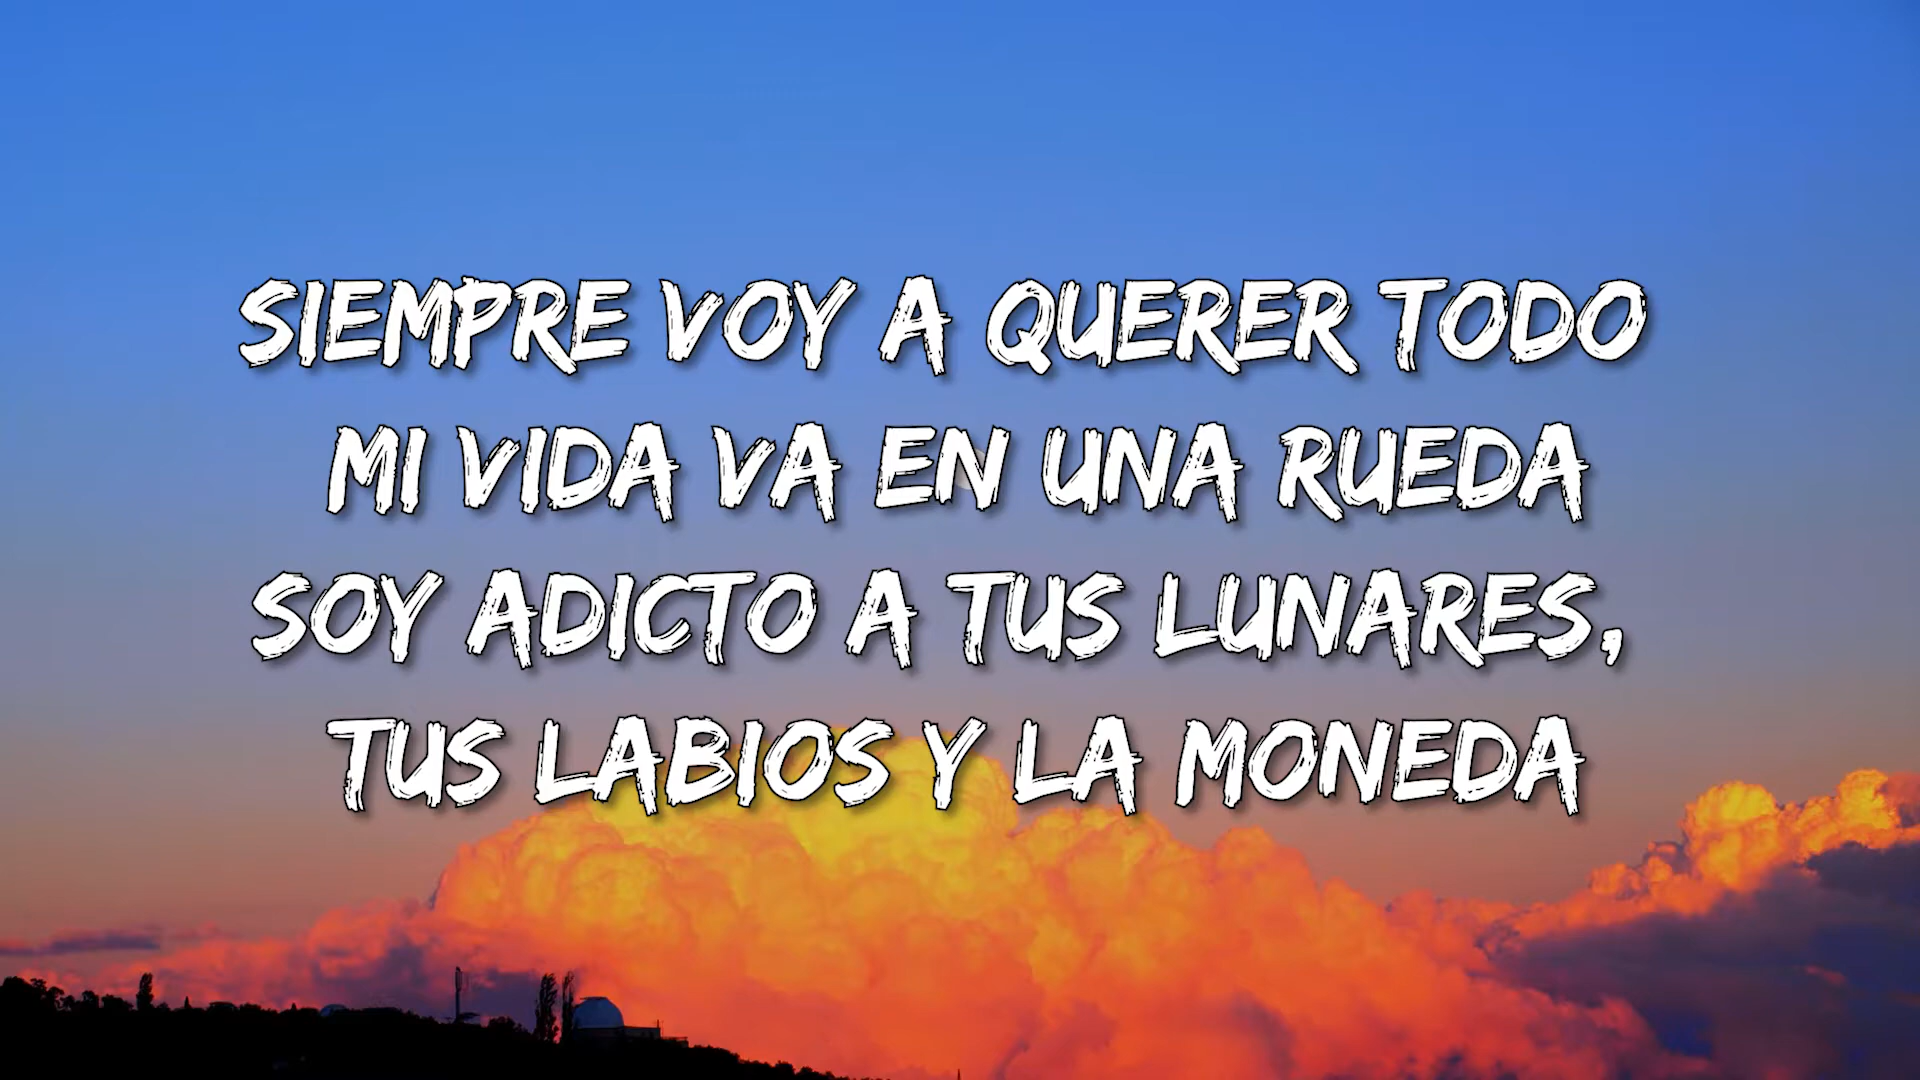 SIEMPRE VOY A QUERER TODO
MI VIDA VA EN UNA RUEDA
SOY ADICTO A TUS LUNARES,
TUS LABIOS Y LA MONEDA